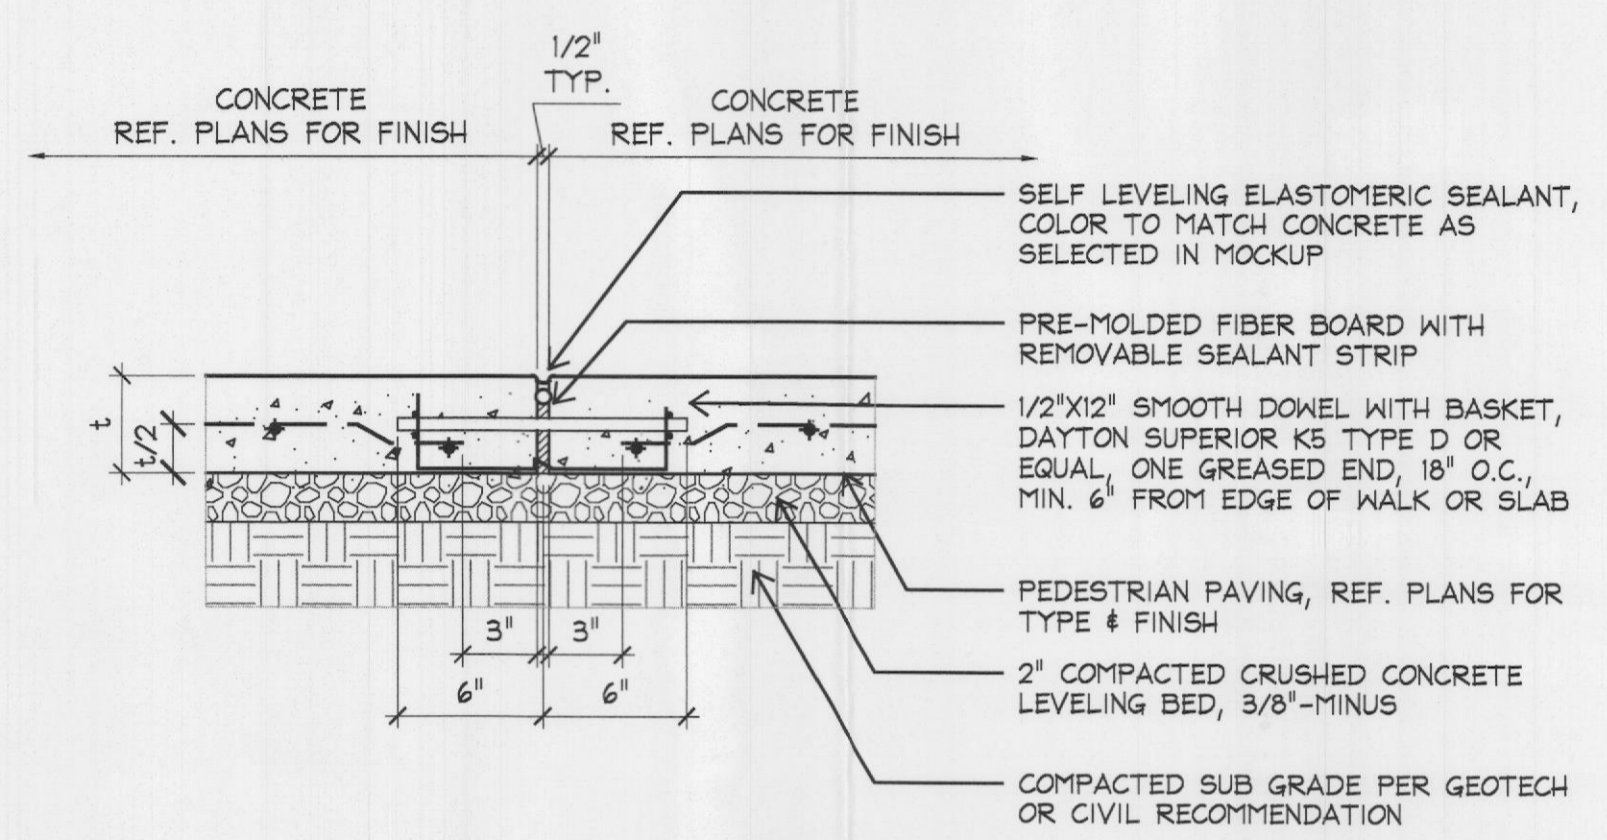 1/2"
TYP.
CONCRETE
REF. PLANS FOR FINISH
CONCRETE
REF. PLANS FOR FINISH
SELF LEVELING ELASTOMERIC SEALANT,
COLOR TO MATCH CONCRETE AS
SELECTED IN MOCKUP
PRE-MOLDED FIBER BOARD WITH
REMOVABLE SEALANT STRIP
1/2"X12" SMOOTH DOWEL WITH BASKET,
DAYTON SUPERIOR K5 TYPE D OR
EQUAL, ONE GREASED END, 18" O.C.,
MIN. 6" FROM EDGE OF WALK OR SLAB
t
t/2
PEDESTRIAN PAVING, REF. PLANS FOR
TYPE & FINISH
3"
3"
6"
6"
2" COMPACTED CRUSHED CONCRETE
LEVELING BED, 3/8"-MINUS
COMPACTED SUB GRADE PER GEOTECH
OR CIVIL RECOMMENDATION